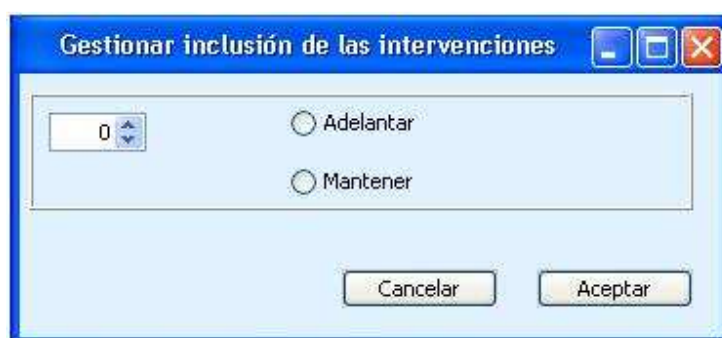 Gestionar inclusión de las intervenciones
0
Adelantar
Mantener
Cancelar
Aceptar